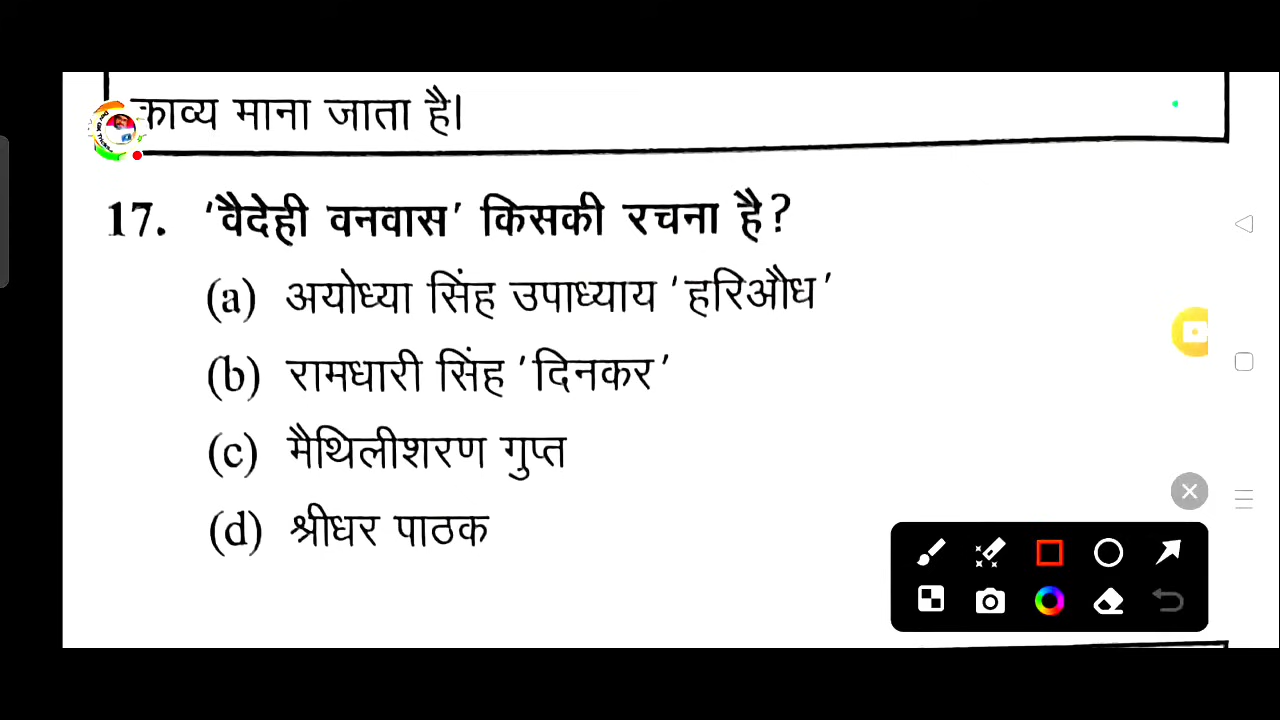 काव्य माना जाता है।
17. 'वैदेही वनवास' किसकी रचना है?
(a) अयोध्या सिंह उपाध्याय 'हरिऔध'
(b) रामधारी सिंह 'दिनकर'
(c) मैथिलीशरण गुप्त
(d) श्रीधर पाठक